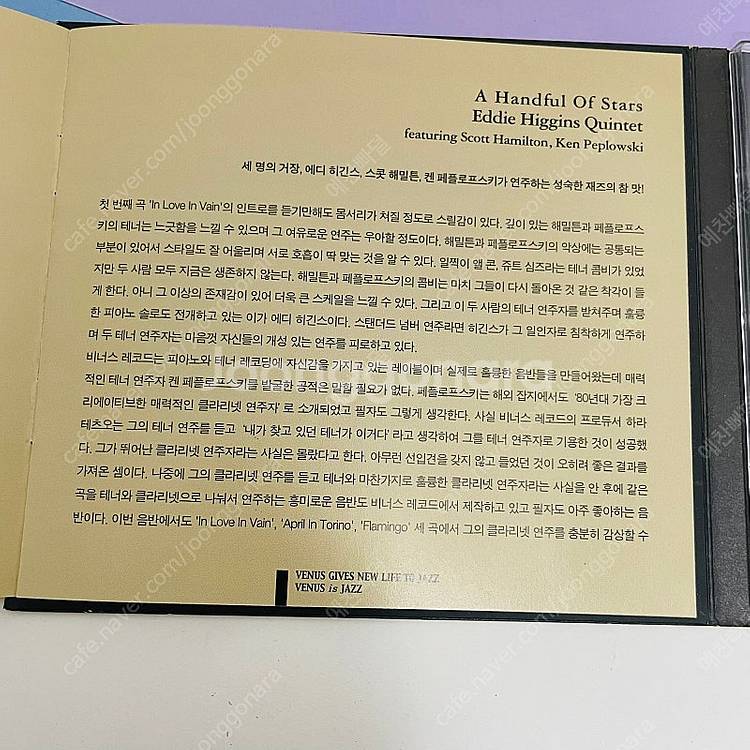 A Handful Of Stars
Eddie Higgins Quintet
featuring Scott Hamilton, Ken Peplowski
세 명의 거장, 에디 히긴스, 스콧 해밀튼, 켄 페플로프스키가 연주하는 성숙한 재즈의 참 맛!
첫 번째 곡 'In Love In Vain'의 인트로를 듣기만해도 몸서리가 쳐질 정도로 스릴감이 있다. 깊이 있는 해밀튼과 페플로프스
키의 테너는 느긋함을 느낄 수 있으며 그 여유로운 연주는 우아할 정도이다. 해밀튼과 페플로프스키의 악상에는 공통되는
부분이 있어서 스타일도 잘 어울리며 서로 호흡이 딱 맞는 것을 알 수 있다. 일찍이 앨 콘, 쥬트 심즈라는 테너 콤비가 있었
지만 두 사람 모두 지금은 생존하지 않는다. 해밀튼과 페플로프스키의 콤비는 마치 그들이 다시 돌아온 것 같은 착각이 들
게 한다. 아니 그 이상의 존재감이 있어 더욱 큰 스케일을 느낄 수 있다. 그리고 이 두 사람의 테너 연주자를 받쳐주며 훌륭
한 피아노 솔로도 전개하고 있는 이가 에디 히긴스이다. 스탠더드 넘버 연주라면 히긴스가 그 일인자로 침착하게 연주하
며 두 테너 연주자는 마음껏 자신들의 개성 있는 연주를 피로하고 있다.
비너스 레코드는 피아노와 테너 레코딩에 자신감을 가지고 있는 레이블이며 실제로 훌륭한 음반들을 만들어왔는데 매력
적인 테너 연주자 켄 페플로프스키를 발굴한 공적은 말할 필요가 없다. 페플로프스키는 해외 잡지에서도 '80년대 가장 크
리에이티브한 매력적인 클라리넷 연주자' 로 소개되었고 필자도 그렇게 생각한다. 사실 비너스 레코드의 프로듀서 하라
테츠오는 그의 테너 연주를 듣고 '내가 찾고 있던 테너가 이거다' 라고 생각하여 그를 테너 연주자로 기용한 것이 성공했
다. 그가 뛰어난 클라리넷 연주자라는 사실은 몰랐다고 한다. 아무런 선입견을 갖지 않고 들었던 것이 오히려 좋은 결과를
가져온 셈이다. 나중에 그의 클라리넷 연주를 듣고 테너와 마찬가지로 훌륭한 클라리넷 연주자라는 사실을 안 후에 같은
곡을 테너와 클라리넷으로 나눠서 연주하는 흥미로운 음반도 비너스 레코드에서 제작하고 있고 필자도 아주 좋아하는 음
반이다. 이번 음반에서도 'In Love In Vain', 'April In Torino', 'Flamingo' 세 곡에서 그의 클라리넷 연주를 충분히 감상할 수
VENUS GIVES NEW LIFE TO JAZZ
VENUS is JAZZ
joonggonara
cafe.naver.com/joonggonara